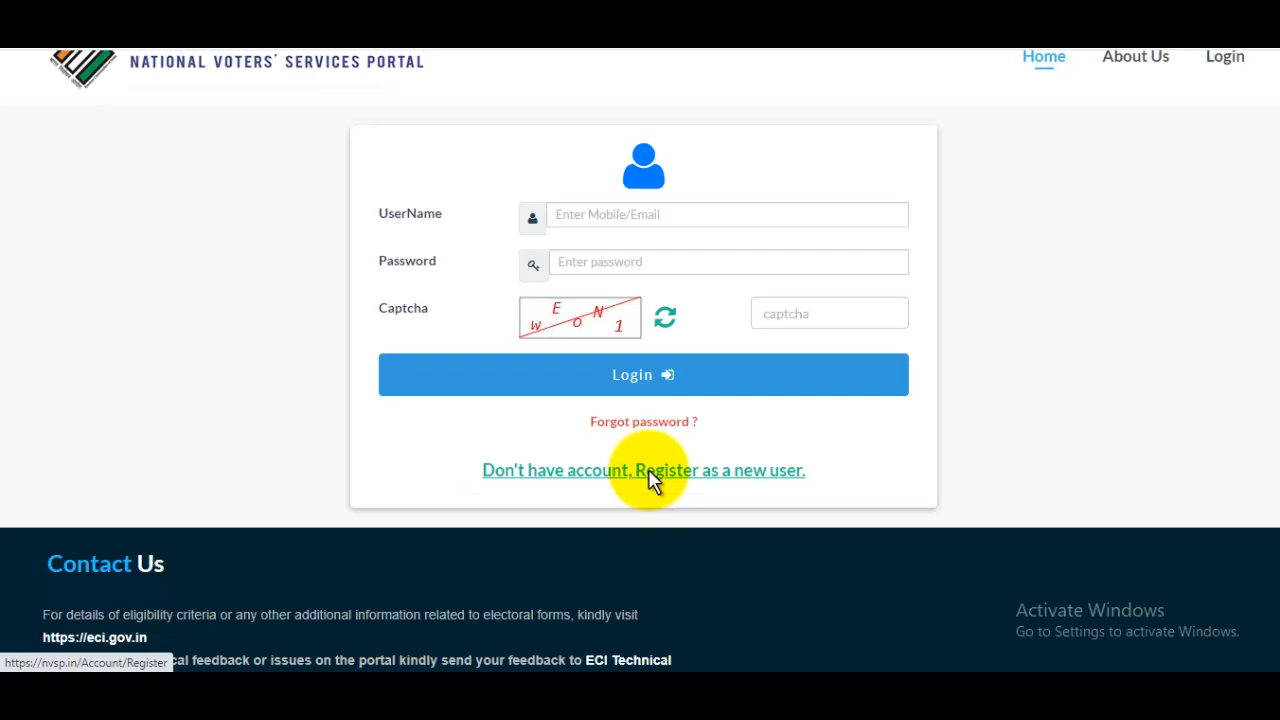 NATIONAL VOTERS' SERVICES PORTAL
Home About Us Login
UserName Enter Mobile/Email
Password Enter password
Captcha w E o N 1 captcha
Login
Forgot password ?
Don't have account, Register as a new user.
Contact Us
For details of eligibility criteria or any other additional information related to electoral forms, kindly visit
https://eci.gov.in
Activate Windows
Go to Settings to activate Windows.
cal feedback or issues on the portal kindly send your feedback to ECI Technical
https://nvsp.in/Account/Register